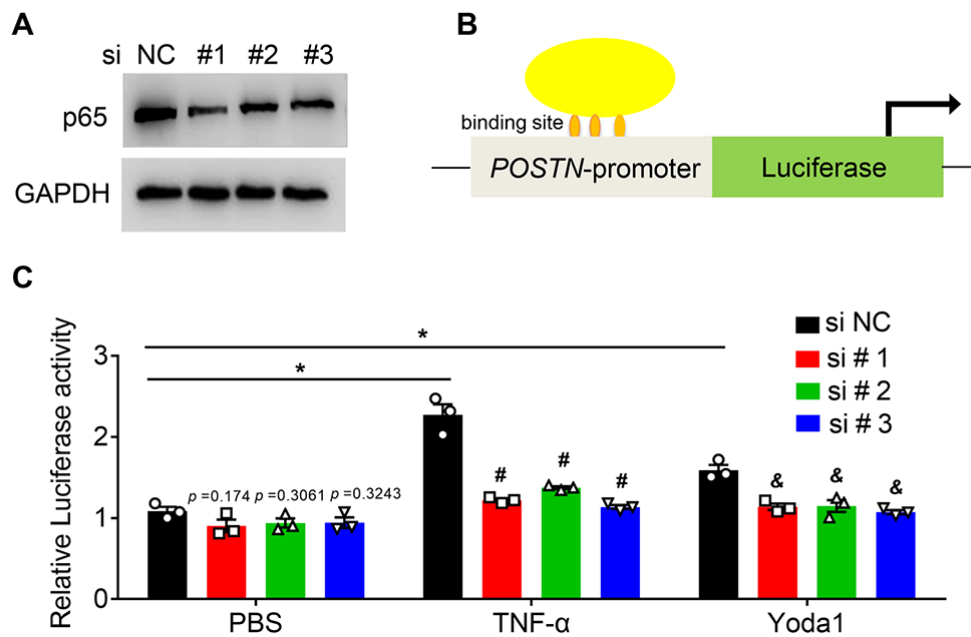 A
si NC #1 #2 #3
p65
GAPDH
B
binding site
POSTN-promoter
Luciferase
C
Relative Luciferase activity
3
2
1
0
*
*
p =0.174 p =0.3061 p =0.3243
# # #
& & &
PBS
TNF-α
Yoda1
si NC
si # 1
si # 2
si # 3